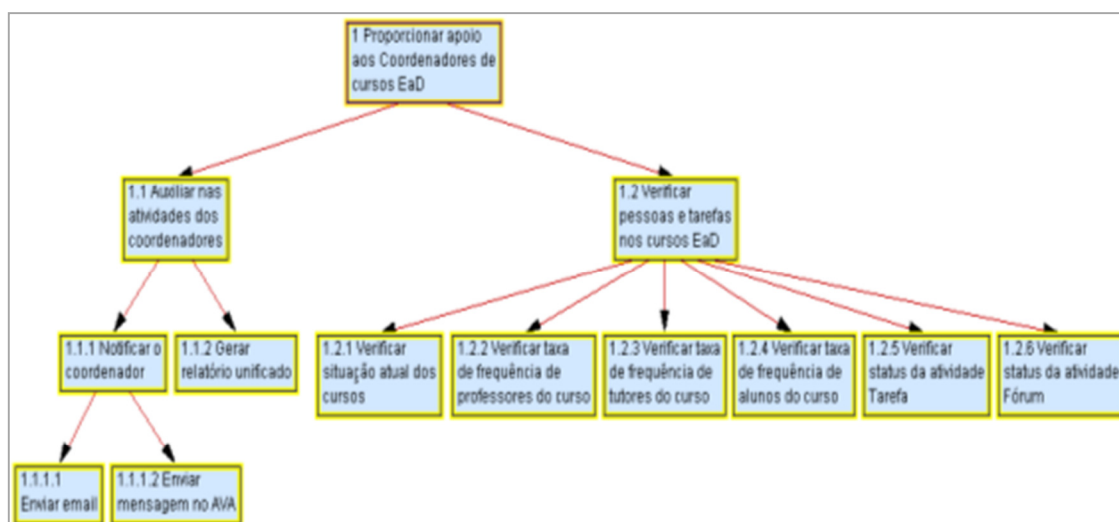 1 Proporcionar apoio
aos Coordenadores de
cursos EaD
1.1 Auxiliar nas
atividades dos
coordenadores
1.2 Verificar
pessoas e tarefas
nos cursos EaD
1.1.1 Notificar o
coordenador
1.1.2 Gerar
relatório unificado
1.2.1 Verificar
situação atual dos
cursos
1.2.2 Verificar taxa
de frequência de
professores do curso
1.2.3 Verificar taxa
de frequência de
tutores do curso
1.2.4 Verificar taxa
de frequência de
alunos do curso
1.2.5 Verificar
status da atividade
Tarefa
1.2.6 Verificar
status da atividade
Fórum
1.1.1.1
Enviar email
1.1.1.2 Enviar
mensagem no AVA